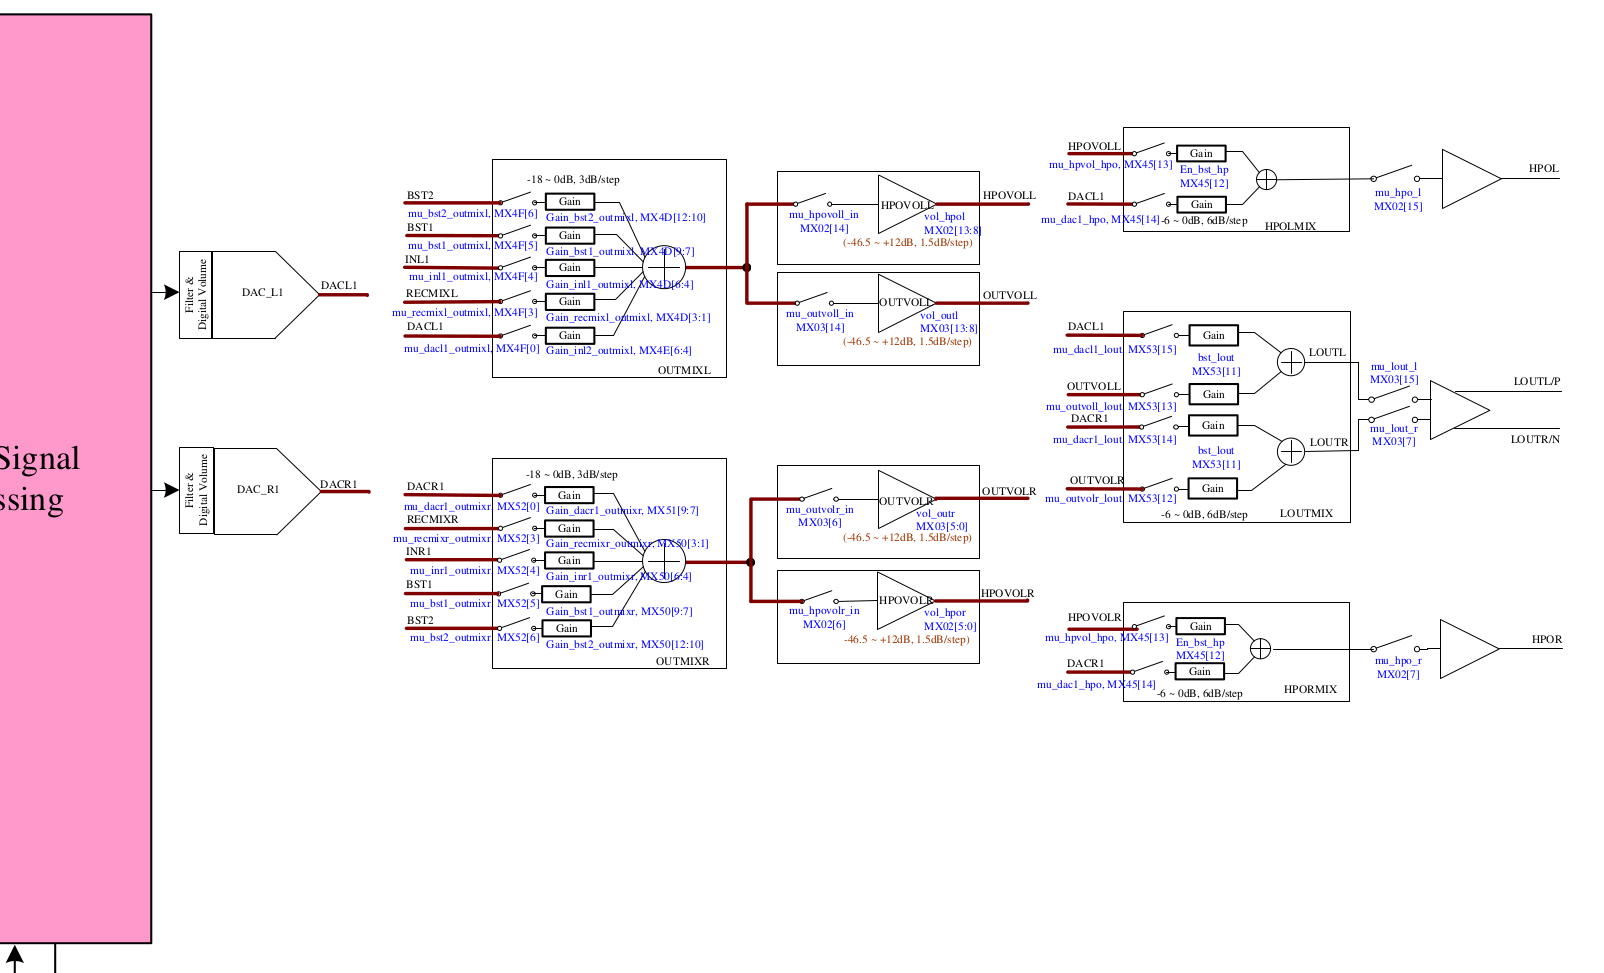 Signal
ssing
Filter &
Digital Volume
DAC_L1
DACL1
Filter &
Digital Volume
DAC_R1
DACR1
-18 ~ 0dB, 3dB/step
BST2
Gain
mu_bst2_outmixl, MX4F[6]
Gain_bst2_outmixl, MX4D[12:10]
BST1
Gain
mu_bst1_outmixl, MX4F[5]
Gain_bst1_outmixl, MX4D[9:7]
INL1
Gain
mu_inl1_outmixl, MX4F[4]
Gain_inl1_outmixl, MX4D[6:4]
RECMIXL
Gain
mu_recmixl_outmixl, MX4F[3]
Gain_recmixl_outmixl, MX4D[3:1]
DACL1
Gain
mu_dacl1_outmixl, MX4F[0]
Gain_inl2_outmixl, MX4E[6:4]
OUTMIXL
-18 ~ 0dB, 3dB/step
DACR1
Gain
mu_dacr1_outmixr, MX52[0]
Gain_dacr1_outmixr, MX51[9:7]
RECMIXR
Gain
mu_recmixr_outmixr, MX52[3]
Gain_recmixr_outmixr, MX50[3:1]
INR1
Gain
mu_inr1_outmixr, MX52[4]
Gain_inr1_outmixr, MX50[6:4]
BST1
Gain
mu_bst1_outmixr, MX52[5]
Gain_bst1_outmixr, MX50[9:7]
BST2
Gain
mu_bst2_outmixr, MX52[6]
Gain_bst2_outmixr, MX50[12:10]
OUTMIXR
HPOVOLL
HPOVOLL
mu_hpovoll_in
MX02[14]
vol_hpol
MX02[13:8]
(-46.5 ~ +12dB, 1.5dB/step)
OUTVOLL
OUTVOLL
mu_outvoll_in
MX03[14]
vol_outl
MX03[13:8]
(-46.5 ~ +12dB, 1.5dB/step)
OUTVOLR
OUTVOLR
mu_outvolr_in
MX03[6]
vol_outr
MX03[5:0]
(-46.5 ~ +12dB, 1.5dB/step)
HPOVOLR
HPOVOLR
mu_hpovolr_in
MX02[6]
vol_hpor
MX02[5:0]
-46.5 ~ +12dB, 1.5dB/step)
HPOVOLL
Gain
mu_hpvol_hpo, MX45[13]
En_bst_hp
MX45[12]
DACL1
Gain
mu_dac1_hpo, MX45[14]
-6 ~ 0dB, 6dB/step
HPOLMIX
mu_hpo_l
MX02[15]
HPOL
DACL1
Gain
mu_dacl1_lout, MX53[15]
bst_lout
MX53[11]
OUTVOLL
Gain
mu_outvoll_lout, MX53[13]
LOUTL
DACR1
Gain
mu_dacr1_lout, MX53[14]
bst_lout
MX53[11]
LOUTR
OUTVOLR
Gain
mu_outvolr_lout, MX53[12]
-6 ~ 0dB, 6dB/step
LOUTMIX
mu_lout_l
MX03[15]
mu_lout_r
MX03[7]
LOUTL/P
LOUTR/N
HPOVOLR
Gain
mu_hpvol_hpo, MX45[13]
En_bst_hp
MX45[12]
DACR1
Gain
mu_dac1_hpo, MX45[14]
-6 ~ 0dB, 6dB/step
HPORMIX
mu_hpo_r
MX02[7]
HPOR